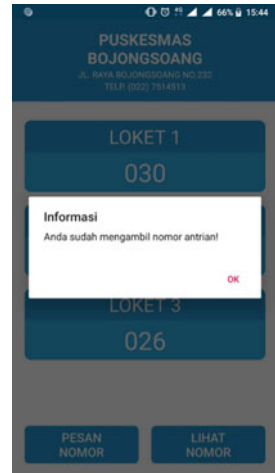 66% 15:44
PUSKESMAS
BOJONGSOANG
JL. RAYA BOJONGSOANG NO.232
TELP. (022) 7514513
LOKET 1
030
Informasi
Anda sudah mengambil nomor antrian!
OK
LOKET 3
026
PESAN
NOMOR
LIHAT
NOMOR